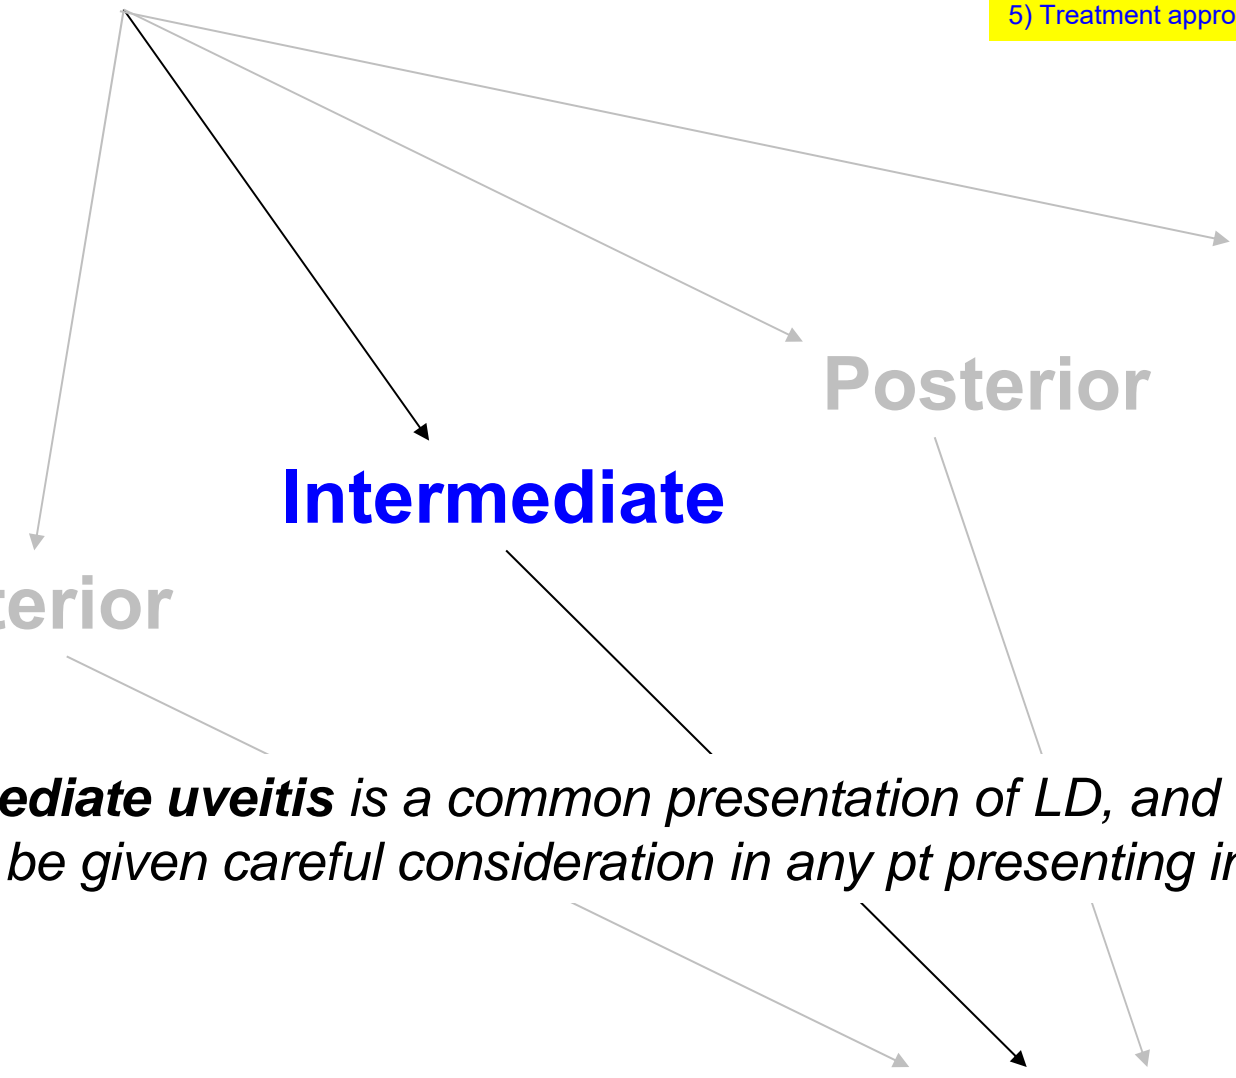 5) Treatment appro
Posterior
Intermediate
terior
ediate uveitis is a common presentation of LD, and
be given careful consideration in any pt presenting in